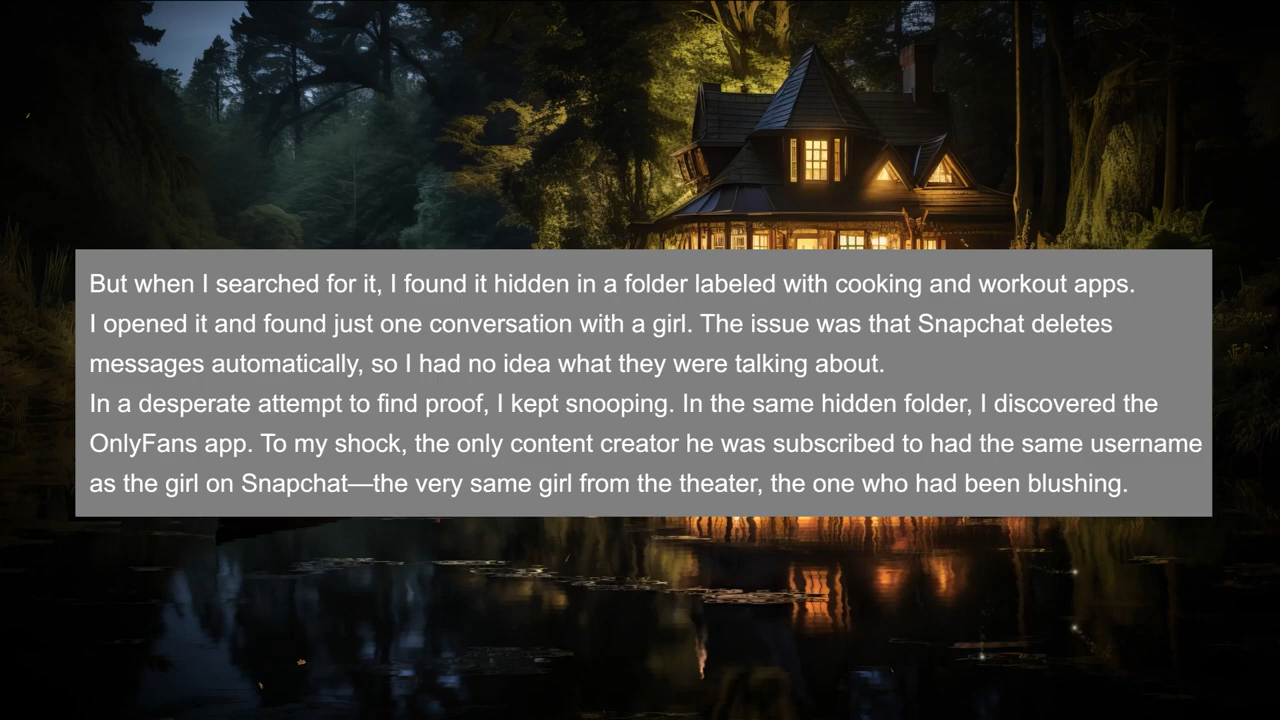 But when I searched for it, I found it hidden in a folder labeled with cooking and workout apps.
I opened it and found just one conversation with a girl. The issue was that Snapchat deletes
messages automatically, so I had no idea what they were talking about.
In a desperate attempt to find proof, I kept snooping. In the same hidden folder, I discovered the
OnlyFans app. To my shock, the only content creator he was subscribed to had the same username
as the girl on Snapchat—the very same girl from the theater, the one who had been blushing.